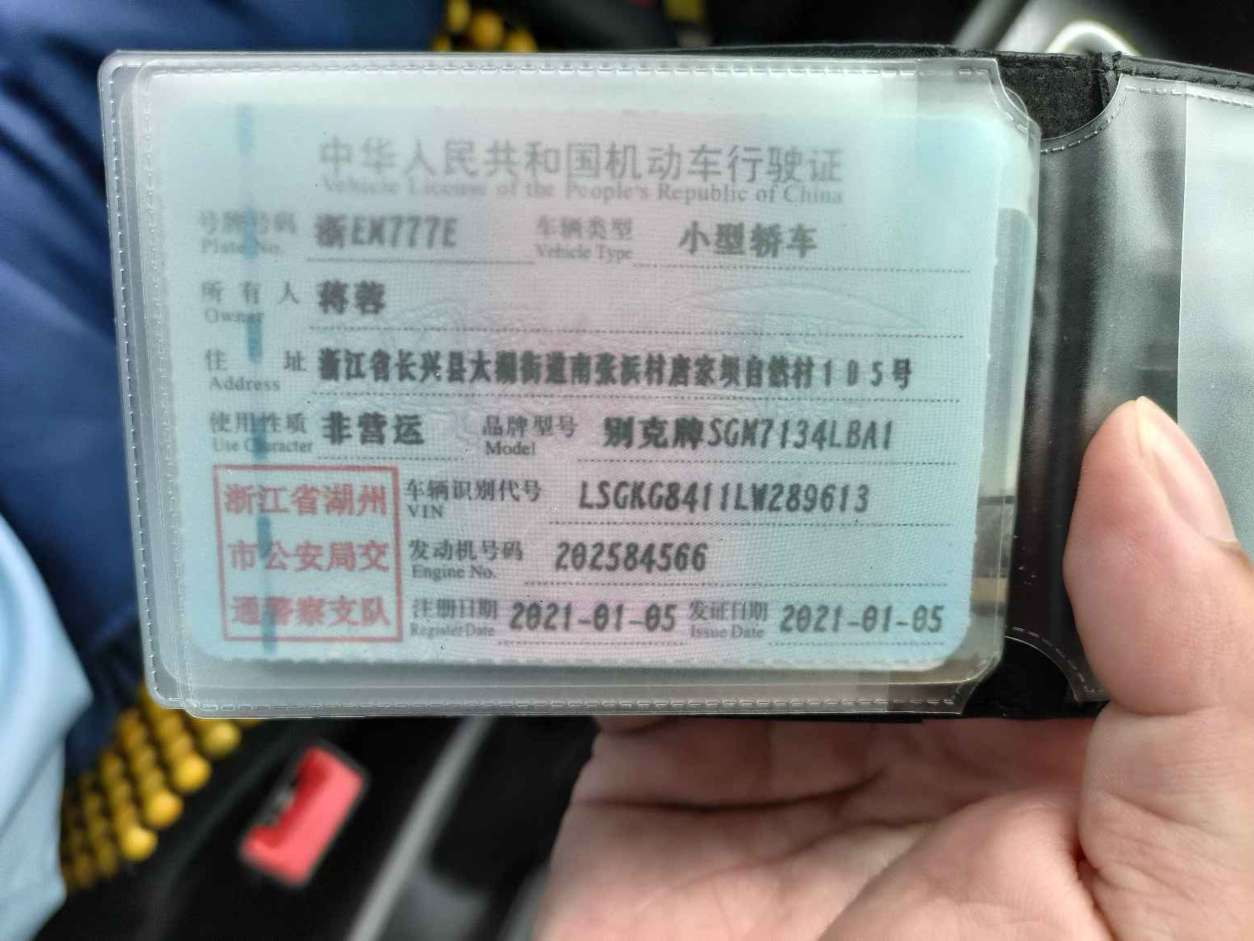 中华人民共和国机动车行驶证
Vehicle License of the People's Republic of China
号牌号码 浙EM777E 车辆类型 小型轿车
Plate No. Vehicle Type
所有人 蒋蓉
Owner
住址 浙江省长兴县太湖街道南张浜村唐家坝自然村105号
Address
使用性质 非营运 品牌型号 别克牌SGM7134LBA1
Use Character Model
浙江省湖州
市公安局交
通警察支队
车辆识别代号 LSGKG8411LW289613
VIN
发动机号码 202584566
Engine No.
注册日期 2021-01-05 发证日期 2021-01-05
Register Date Issue Date